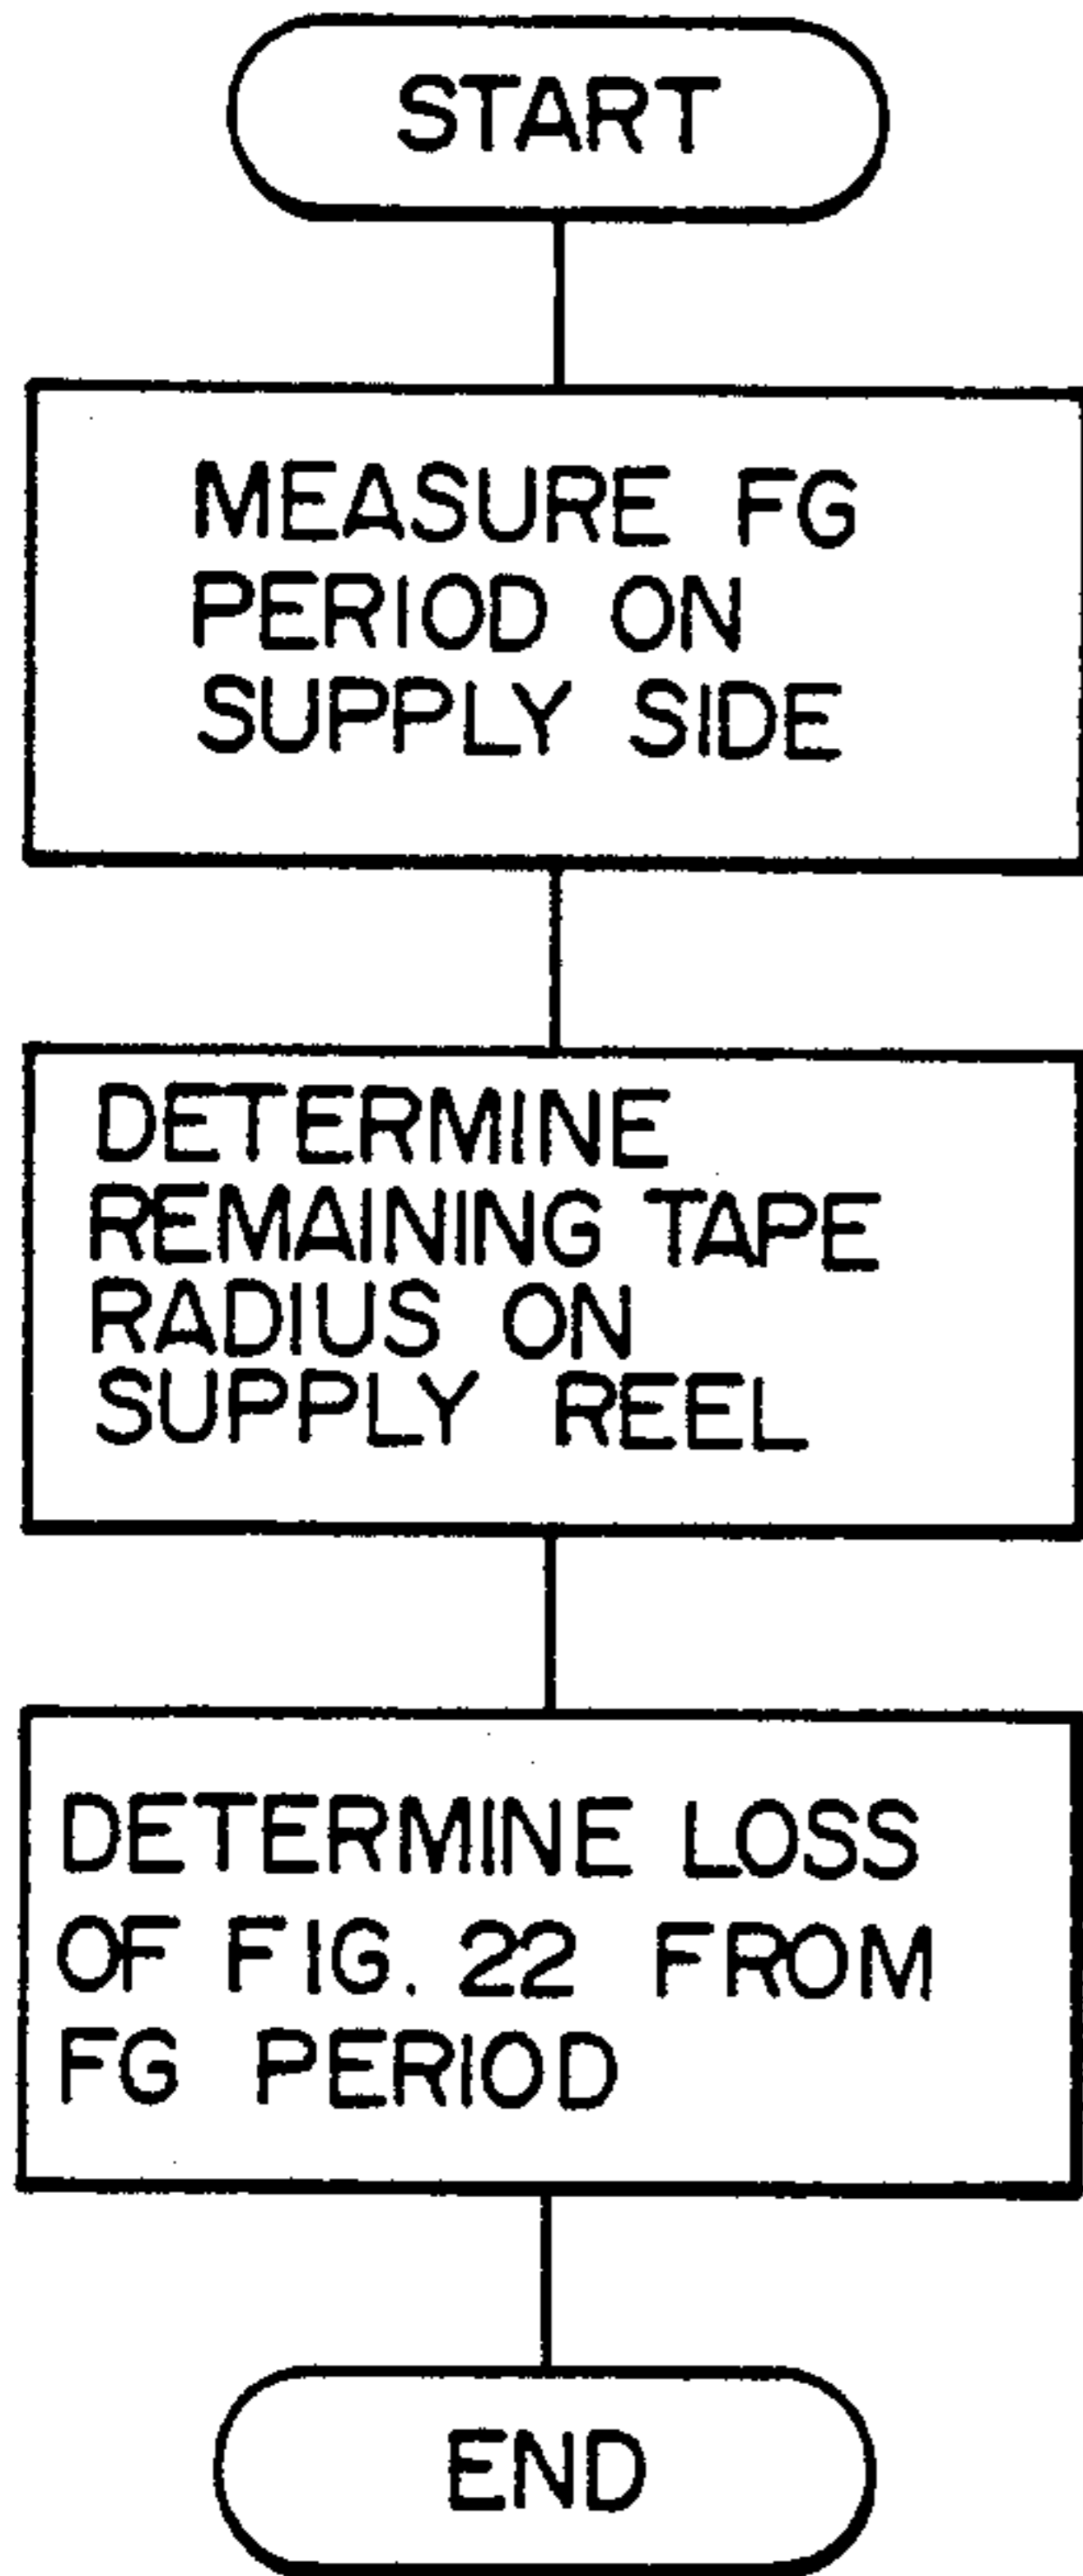 START
MEASURE FG
PERIOD ON
SUPPLY SIDE
DETERMINE
REMAINING TAPE
RADIUS ON
SUPPLY REEL
DETERMINE LOSS
OF FIG. 22 FROM
FG PERIOD
END